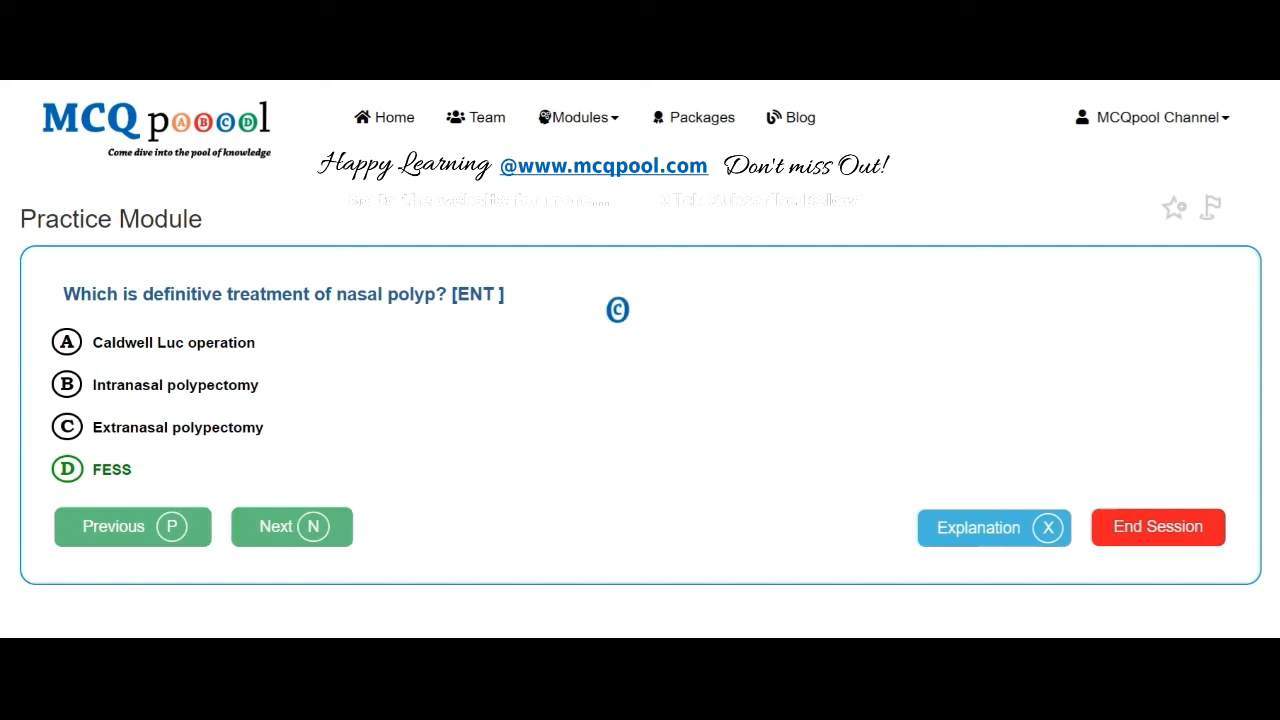 MCQ pABCDl
Come dive into the pool of knowledge
Home Team Modules Packages Blog MCQpool Channel
Happy Learning @www.mcqpool.com Don't miss Out!
Practice Module
Which is definitive treatment of nasal polyp? [ENT ]
C
A Caldwell Luc operation
B Intranasal polypectomy
C Extranasal polypectomy
D FESS
Previous P Next N Explanation X End Session